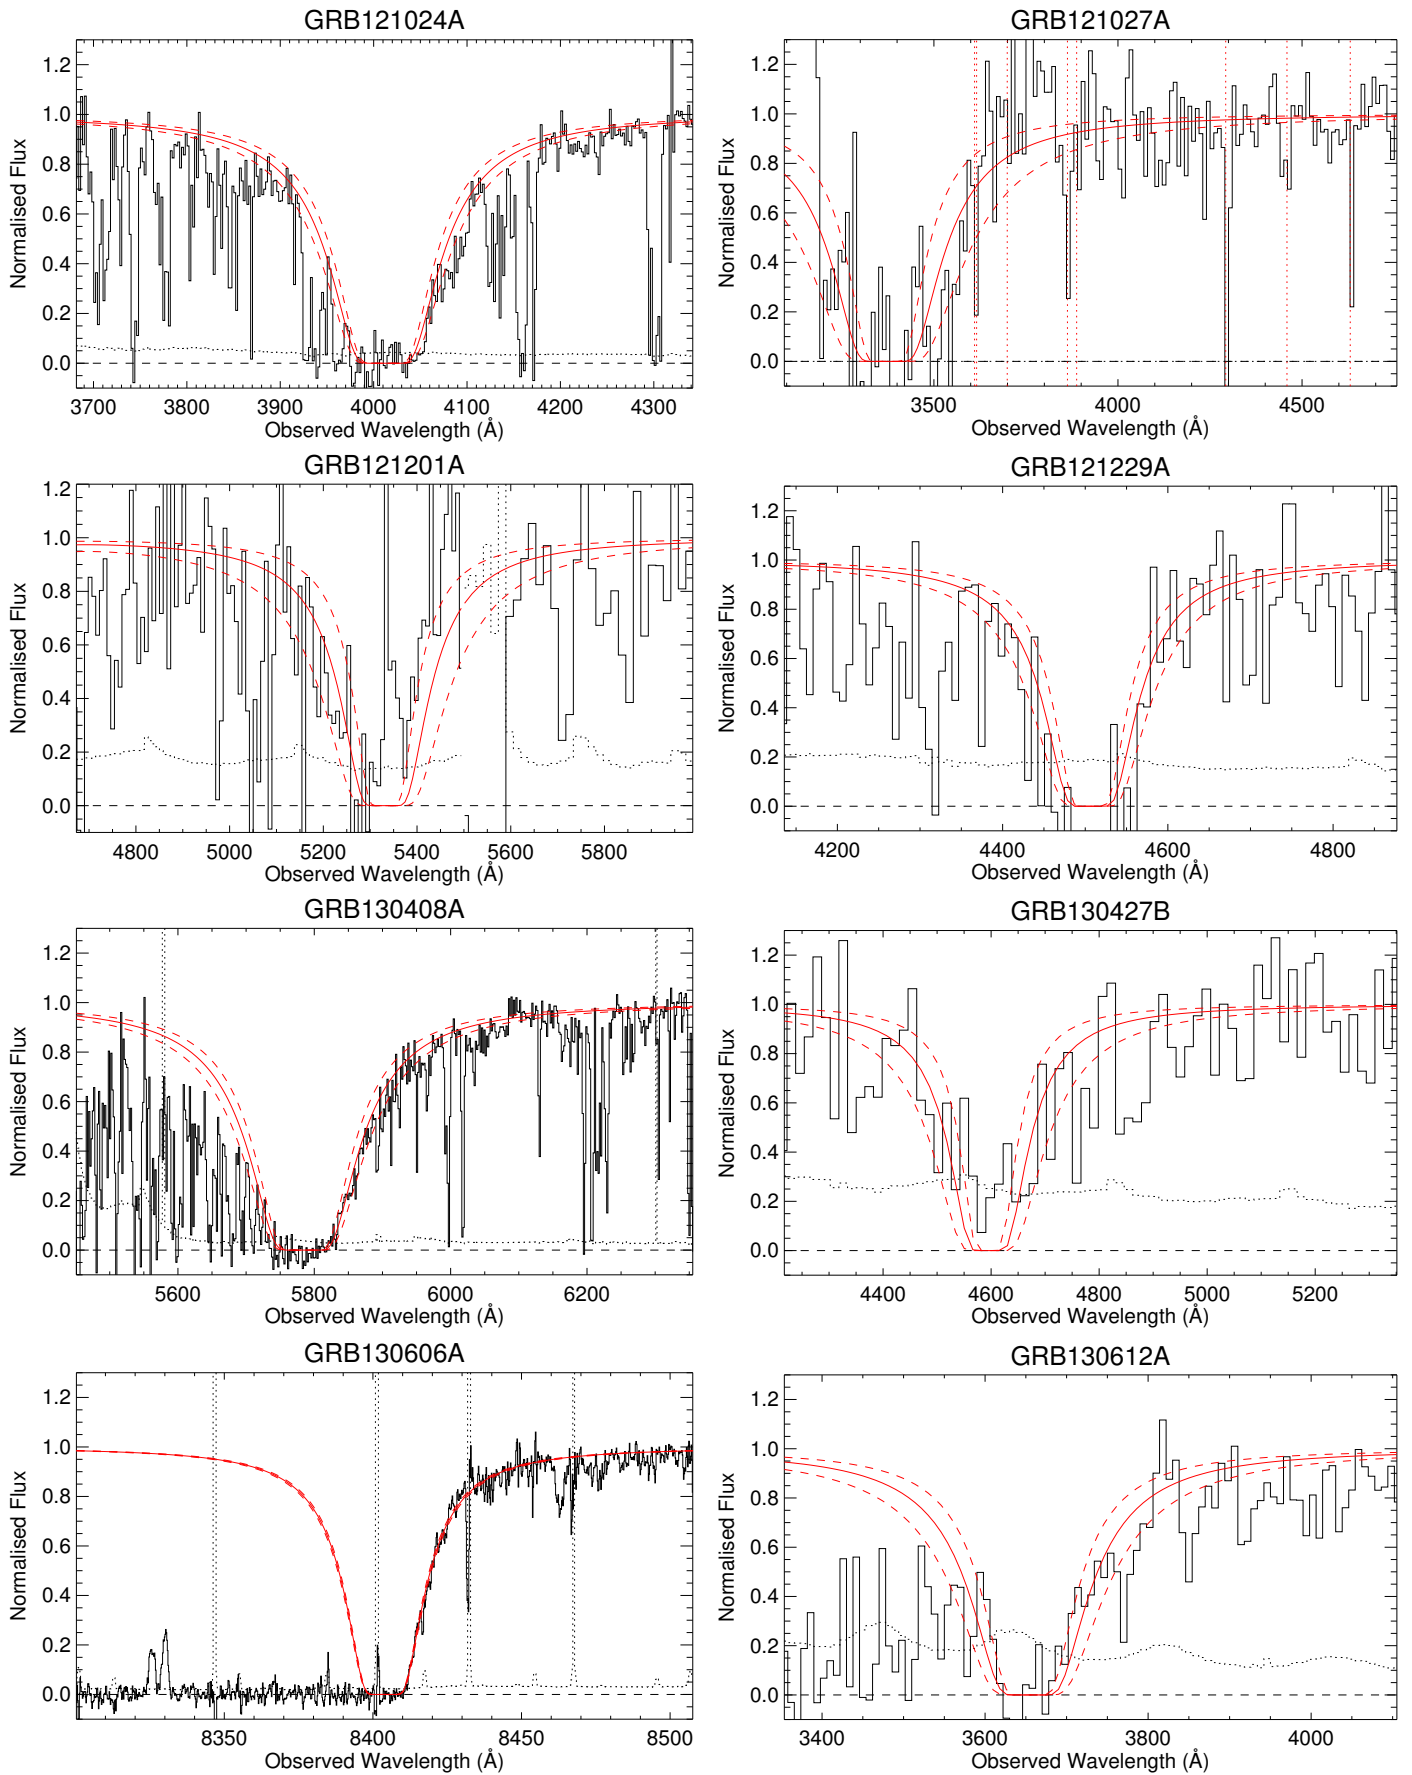 GRB121024A
GRB121027A
1.2
1.0
0.8
0.6
0.4
0.2
0.0
Normalised Flux
3700 3800 3900 4000 4100 4200 4300
Observed Wavelength (Å)
1.2
1.0
0.8
0.6
0.4
0.2
0.0
Normalised Flux
3500 4000 4500
Observed Wavelength (Å)
GRB121201A
GRB121229A
1.2
1.0
0.8
0.6
0.4
0.2
0.0
Normalised Flux
4800 5000 5200 5400 5600 5800
Observed Wavelength (Å)
1.2
1.0
0.8
0.6
0.4
0.2
0.0
Normalised Flux
4200 4400 4600 4800
Observed Wavelength (Å)
GRB130408A
GRB130427B
1.2
1.0
0.8
0.6
0.4
0.2
0.0
Normalised Flux
5600 5800 6000 6200
Observed Wavelength (Å)
1.2
1.0
0.8
0.6
0.4
0.2
0.0
Normalised Flux
4400 4600 4800 5000 5200
Observed Wavelength (Å)
GRB130606A
GRB130612A
1.2
1.0
0.8
0.6
0.4
0.2
0.0
Normalised Flux
8350 8400 8450 8500
Observed Wavelength (Å)
1.2
1.0
0.8
0.6
0.4
0.2
0.0
Normalised Flux
3400 3600 3800 4000
Observed Wavelength (Å)